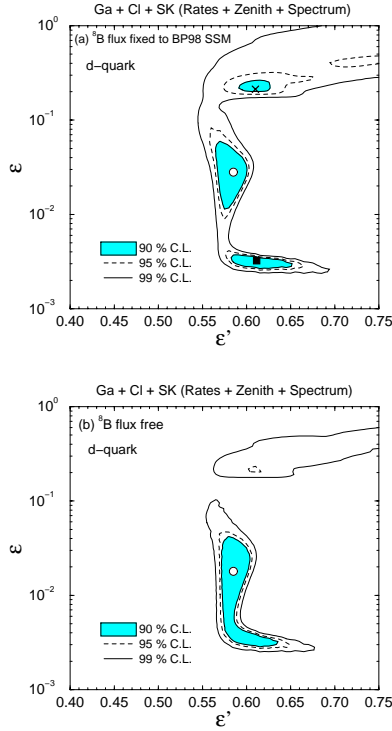 Ga + Cl + SK (Rates + Zenith + Spectrum)
10⁰
(a) ⁸B flux fixed to BP98 SSM
d−quark
10⁻¹
ε
10⁻²
90 % C.L.
95 % C.L.
99 % C.L.
10⁻³
0.40 0.45 0.50 0.55 0.60 0.65 0.70 0.75
ε'
Ga + Cl + SK (Rates + Zenith + Spectrum)
10⁰
(b) ⁸B flux free
d−quark
10⁻¹
ε
10⁻²
90 % C.L.
95 % C.L.
99 % C.L.
10⁻³
0.40 0.45 0.50 0.55 0.60 0.65 0.70 0.75
ε'